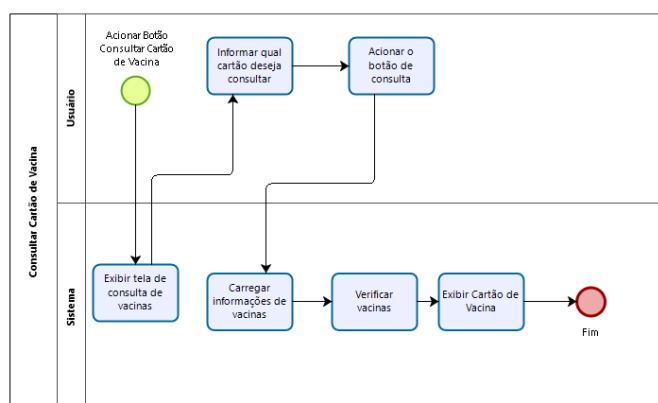 Consultar Cartão de Vacina
Usuário
Acionar Botão
Consultar Cartão
de Vacina
Informar qual
cartão deseja
consultar
Acionar o
botão de
consulta
Sistema
Exibir tela de
consulta de
vacinas
Carregar
informações de
vacinas
Verificar
vacinas
Exibir Cartão de
Vacina
Fim